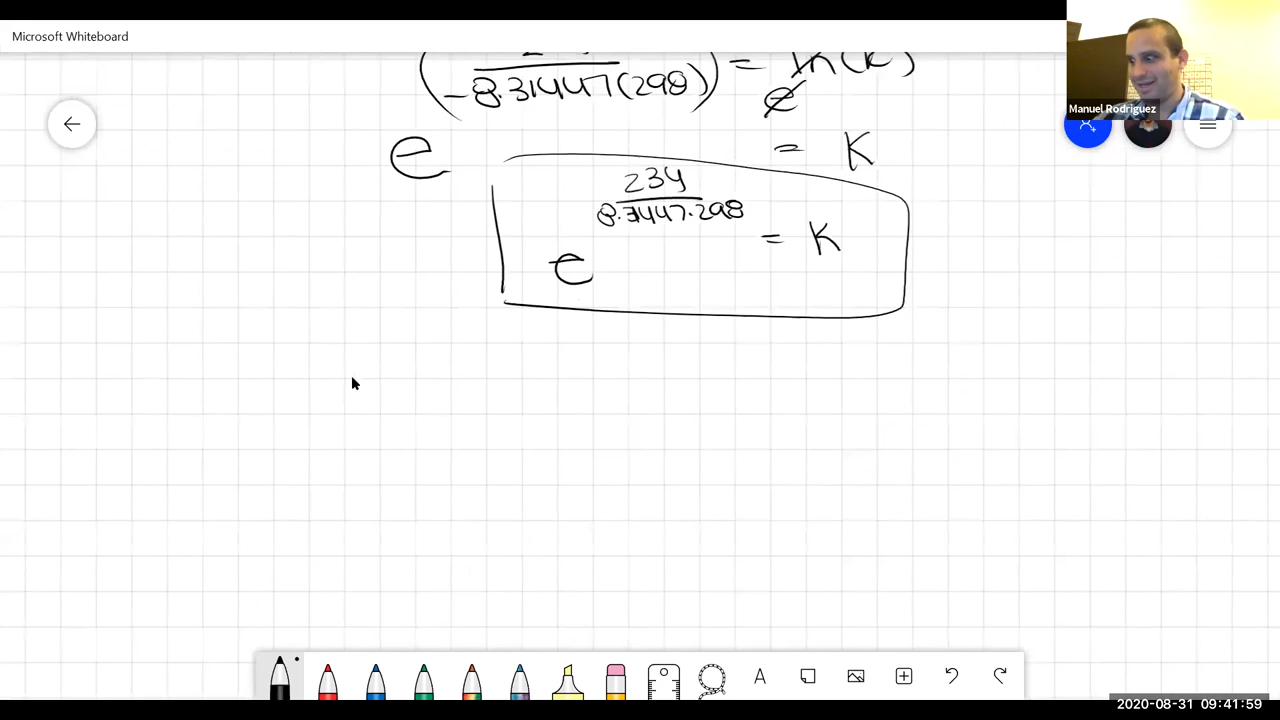 Microsoft Whiteboard
-8.31447(298)) = ln(K)
e
e = K
234
8.31447·298
e = K
Manuel Rodriguez
A
2020-08-31 09:41:59